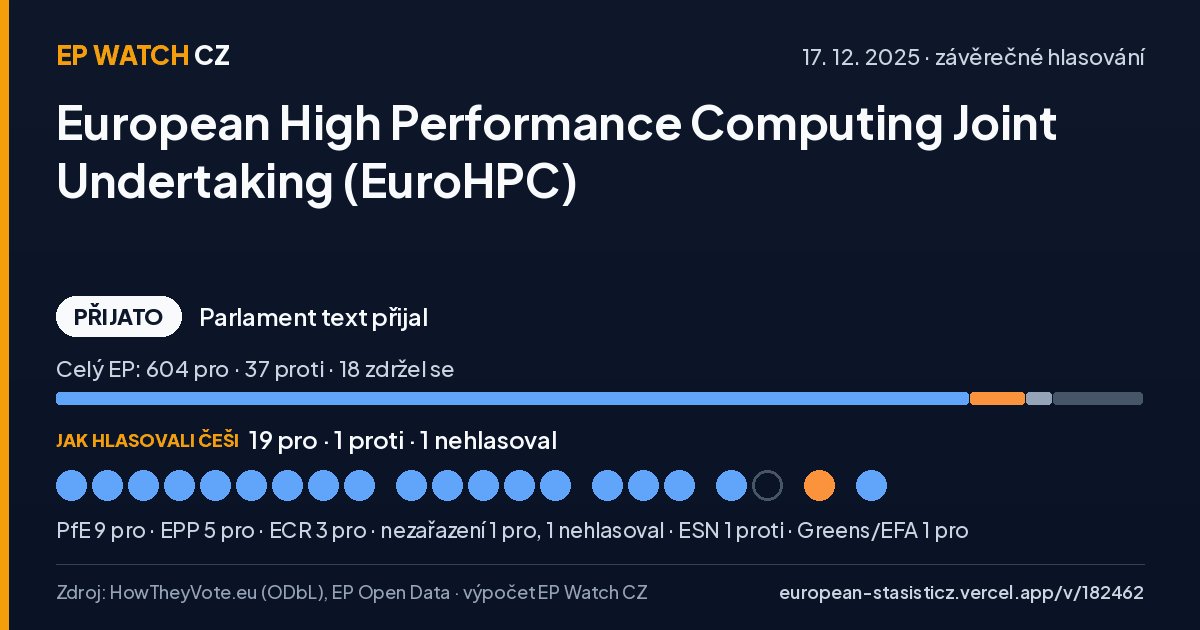 EP WATCH CZ
17. 12. 2025 · závěrečné hlasování
European High Performance Computing Joint
Undertaking (EuroHPC)
PŘIJATO Parlament text přijal
Celý EP: 604 pro · 37 proti · 18 zdržel se
JAK HLASOVALI ČEŠI 19 pro · 1 proti · 1 nehlasoval
PfE 9 pro · EPP 5 pro · ECR 3 pro · nezařazení 1 pro, 1 nehlasoval · ESN 1 proti · Greens/EFA 1 pro
Zdroj: HowTheyVote.eu (ODbL), EP Open Data · výpočet EP Watch CZ
european-stasisticz.vercel.app/v/182462